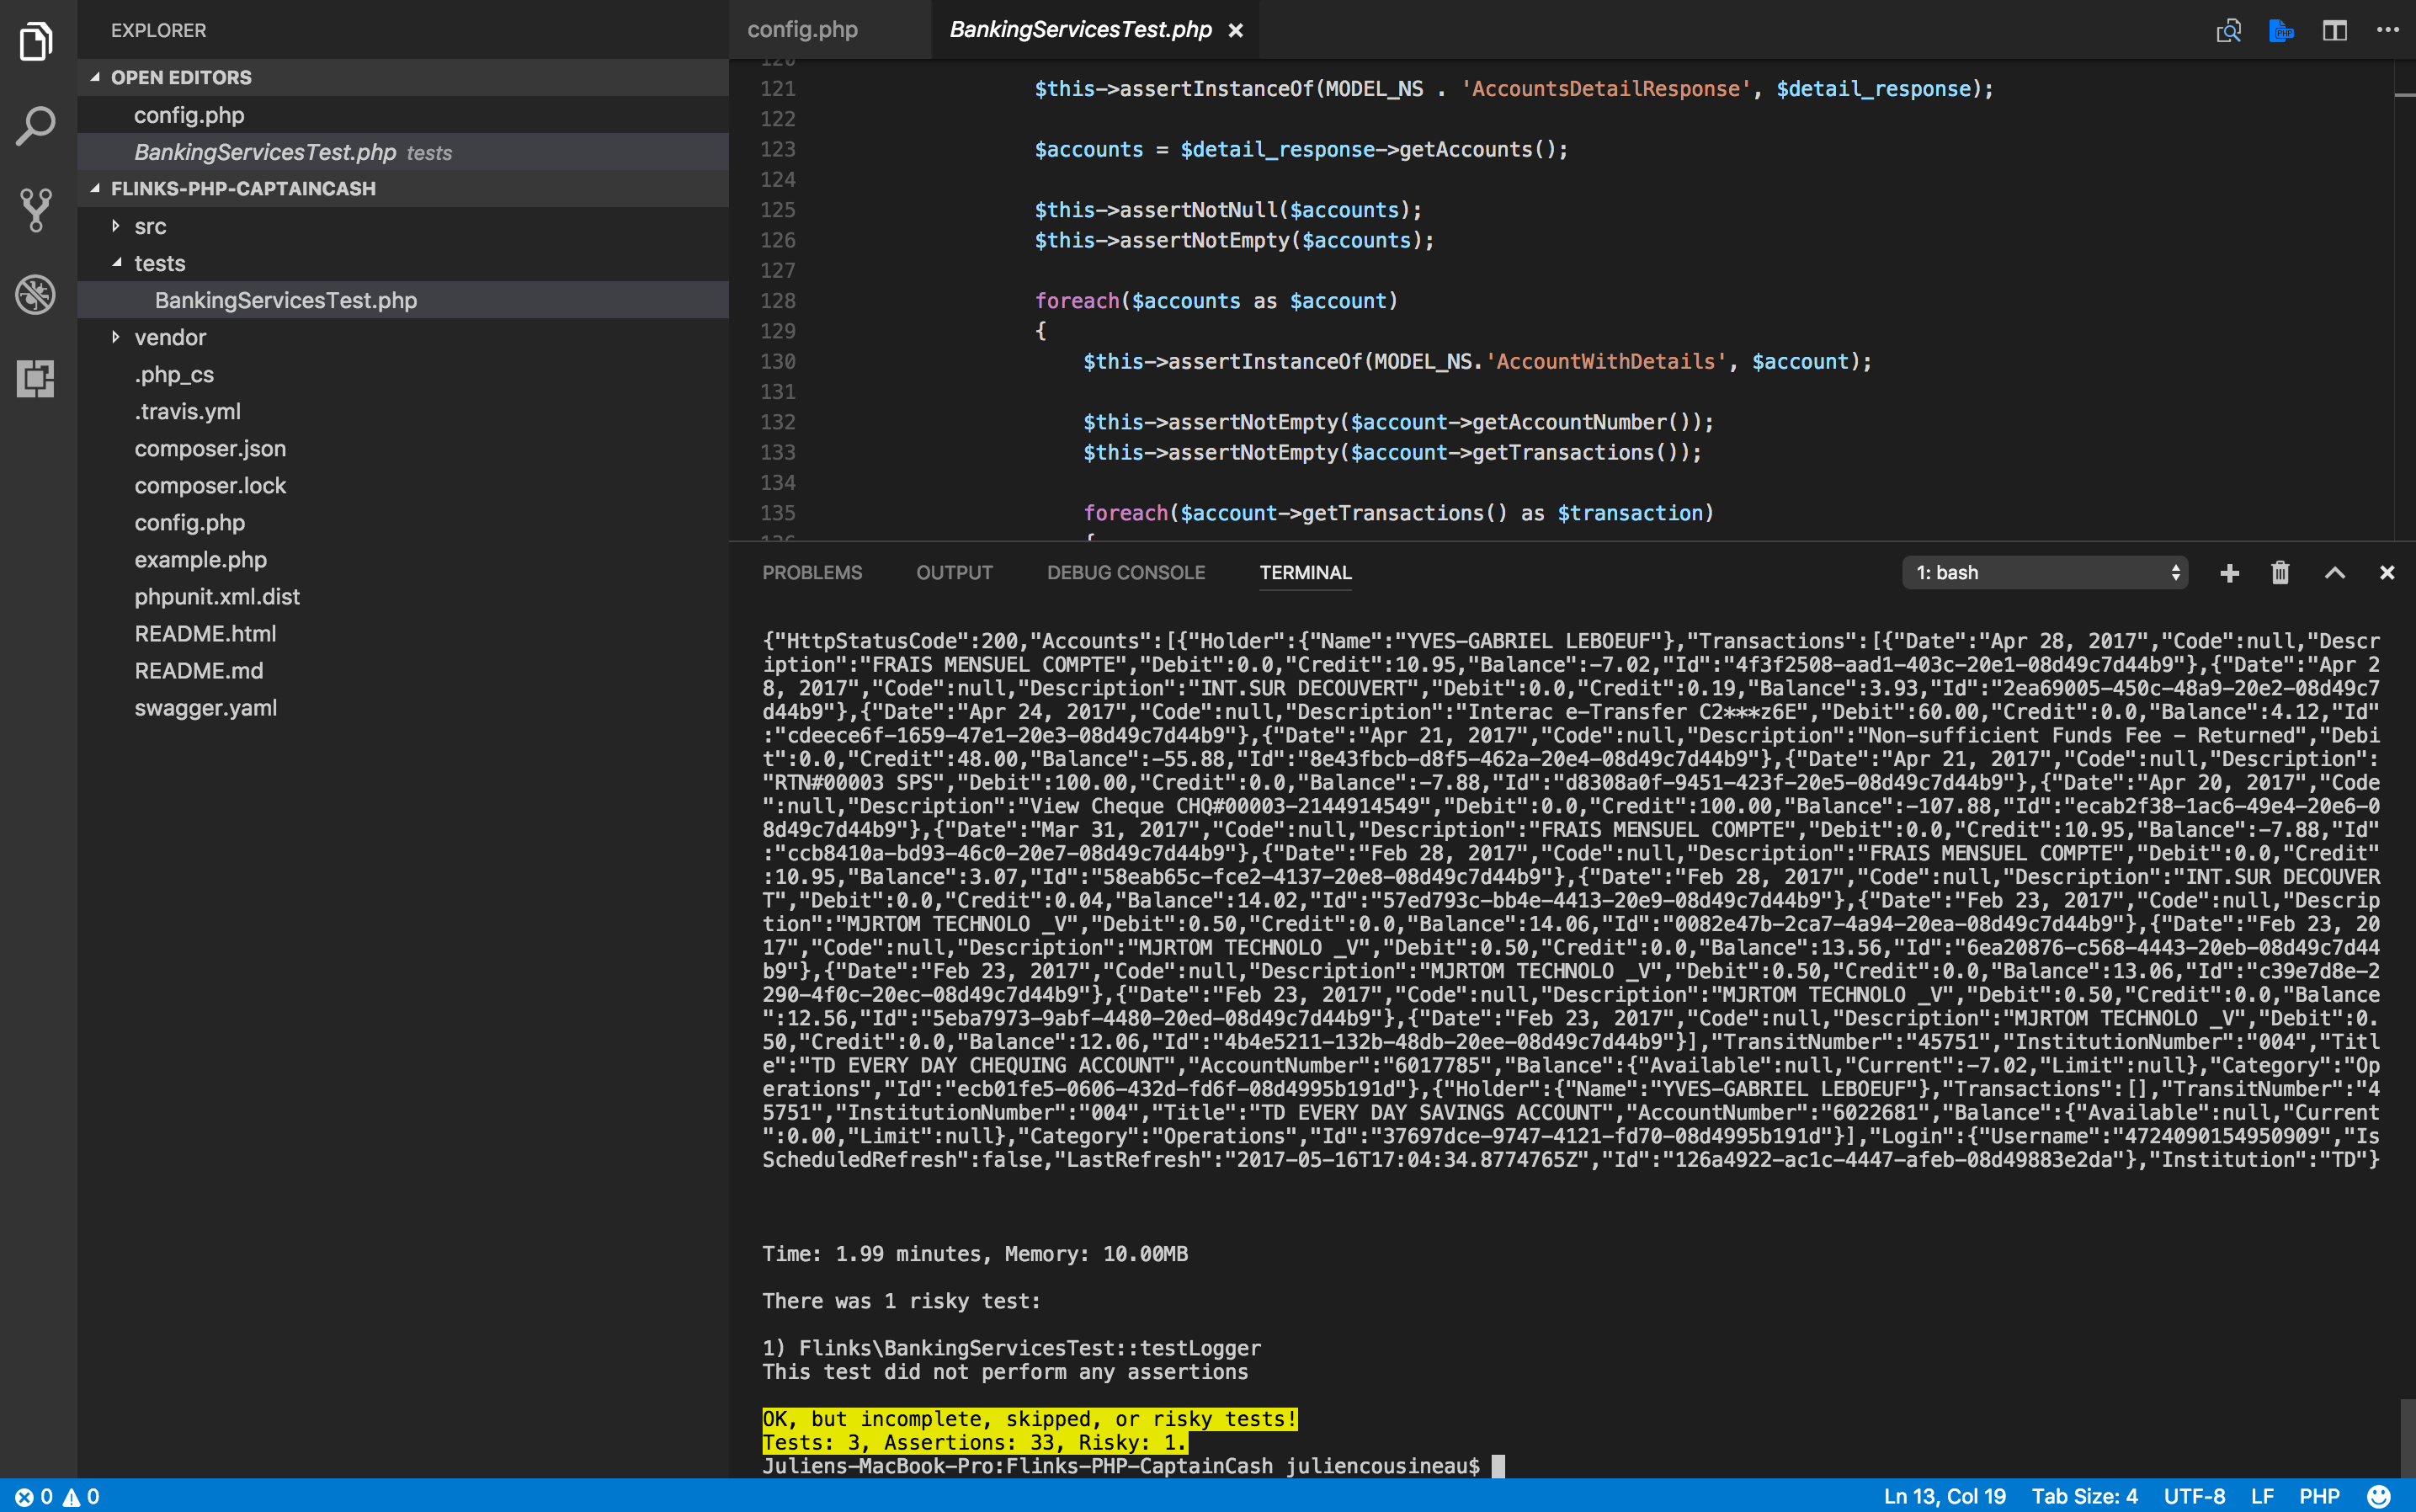 EXPLORER
OPEN EDITORS
config.php
BankingServicesTest.php tests
FLINKS-PHP-CAPTAINCASH
src
tests
BankingServicesTest.php
vendor
.php_cs
.travis.yml
composer.json
composer.lock
config.php
example.php
phpunit.xml.dist
README.html
README.md
swagger.yaml
config.php BankingServicesTest.php
120
121 $this->assertInstanceOf(MODEL_NS . 'AccountsDetailResponse', $detail_response);
122
123 $accounts = $detail_response->getAccounts();
124
125 $this->assertNotNull($accounts);
126 $this->assertNotEmpty($accounts);
127
128 foreach($accounts as $account)
129 {
130 $this->assertInstanceOf(MODEL_NS.'AccountWithDetails', $account);
131
132 $this->assertNotEmpty($account->getAccountNumber());
133 $this->assertNotEmpty($account->getTransactions());
134
135 foreach($account->getTransactions() as $transaction)
136 {
PROBLEMS OUTPUT DEBUG CONSOLE TERMINAL 1: bash
{"HttpStatusCode":200,"Accounts":[{"Holder":{"Name":"YVES-GABRIEL LEBOEUF"},"Transactions":[{"Date":"Apr 28, 2017","Code":null,"Descr
iption":"FRAIS MENSUEL COMPTE","Debit":0.0,"Credit":10.95,"Balance":-7.02,"Id":"4f3f2508-aad1-403c-20e1-08d49c7d44b9"},{"Date":"Apr 2
8, 2017","Code":null,"Description":"INT.SUR DECOUVERT","Debit":0.0,"Credit":0.19,"Balance":3.93,"Id":"2ea69005-450c-48a9-20e2-08d49c7
d44b9"},{"Date":"Apr 24, 2017","Code":null,"Description":"Interac e-Transfer C2***z6E","Debit":60.00,"Credit":0.0,"Balance":4.12,"Id"
:"cdeece6f-1659-47e1-20e3-08d49c7d44b9"},{"Date":"Apr 21, 2017","Code":null,"Description":"Non-sufficient Funds Fee - Returned","Debi
t":0.0,"Credit":48.00,"Balance":-55.88,"Id":"8e43fbcb-d8f5-462a-20e4-08d49c7d44b9"},{"Date":"Apr 21, 2017","Code":null,"Description":
"RTN#00003 SPS","Debit":100.00,"Credit":0.0,"Balance":-7.88,"Id":"d8308a0f-9451-423f-20e5-08d49c7d44b9"},{"Date":"Apr 20, 2017","Code
":null,"Description":"View Cheque CHQ#00003-2144914549","Debit":0.0,"Credit":100.00,"Balance":-107.88,"Id":"ecab2f38-1ac6-49e4-20e6-0
8d49c7d44b9"},{"Date":"Mar 31, 2017","Code":null,"Description":"FRAIS MENSUEL COMPTE","Debit":0.0,"Credit":10.95,"Balance":-7.88,"Id"
:"ccb8410a-bd93-46c0-20e7-08d49c7d44b9"},{"Date":"Feb 28, 2017","Code":null,"Description":"FRAIS MENSUEL COMPTE","Debit":0.0,"Credit"
:10.95,"Balance":3.07,"Id":"58eab65c-fce2-4137-20e8-08d49c7d44b9"},{"Date":"Feb 28, 2017","Code":null,"Description":"INT.SUR DECOUVER
T","Debit":0.0,"Credit":0.04,"Balance":14.02,"Id":"57ed793c-bb4e-4413-20e9-08d49c7d44b9"},{"Date":"Feb 23, 2017","Code":null,"Descrip
tion":"MJRTOM TECHNOLO _V","Debit":0.50,"Credit":0.0,"Balance":14.06,"Id":"0082e47b-2ca7-4a94-20ea-08d49c7d44b9"},{"Date":"Feb 23, 20
17","Code":null,"Description":"MJRTOM TECHNOLO _V","Debit":0.50,"Credit":0.0,"Balance":13.56,"Id":"6ea20876-c568-4443-20eb-08d49c7d44
b9"},{"Date":"Feb 23, 2017","Code":null,"Description":"MJRTOM TECHNOLO _V","Debit":0.50,"Credit":0.0,"Balance":13.06,"Id":"c39e7d8e-2
290-4f0c-20ec-08d49c7d44b9"},{"Date":"Feb 23, 2017","Code":null,"Description":"MJRTOM TECHNOLO _V","Debit":0.50,"Credit":0.0,"Balance
":12.56,"Id":"5eba7973-9abf-4480-20ed-08d49c7d44b9"},{"Date":"Feb 23, 2017","Code":null,"Description":"MJRTOM TECHNOLO _V","Debit":0.
50,"Credit":0.0,"Balance":12.06,"Id":"4b4e5211-132b-48db-20ee-08d49c7d44b9"}],"TransitNumber":"45751","InstitutionNumber":"004","Titl
e":"TD EVERY DAY CHEQUING ACCOUNT","AccountNumber":"6017785","Balance":{"Available":null,"Current":-7.02,"Limit":null},"Category":"Op
erations","Id":"ecb01fe5-0606-432d-fd6f-08d4995b191d"},{"Holder":{"Name":"YVES-GABRIEL LEBOEUF"},"Transactions":[],"TransitNumber":"4
5751","InstitutionNumber":"004","Title":"TD EVERY DAY SAVINGS ACCOUNT","AccountNumber":"6022681","Balance":{"Available":null,"Current
":0.00,"Limit":null},"Category":"Operations","Id":"37697dce-9747-4121-fd70-08d4995b191d"}],"Login":{"Username":"4724090154950909","Is
ScheduledRefresh":false,"LastRefresh":"2017-05-16T17:04:34.8774765Z","Id":"126a4922-ac1c-4447-afeb-08d49883e2da"},"Institution":"TD"}
Time: 1.99 minutes, Memory: 10.00MB
There was 1 risky test:
1) Flinks\BankingServicesTest::testLogger
This test did not perform any assertions
OK, but incomplete, skipped, or risky tests!
Tests: 3, Assertions: 33, Risky: 1.
Juliens-MacBook-Pro:Flinks-PHP-CaptainCash juliencousineau$
0 0 Ln 13, Col 19 Tab Size: 4 UTF-8 LF PHP